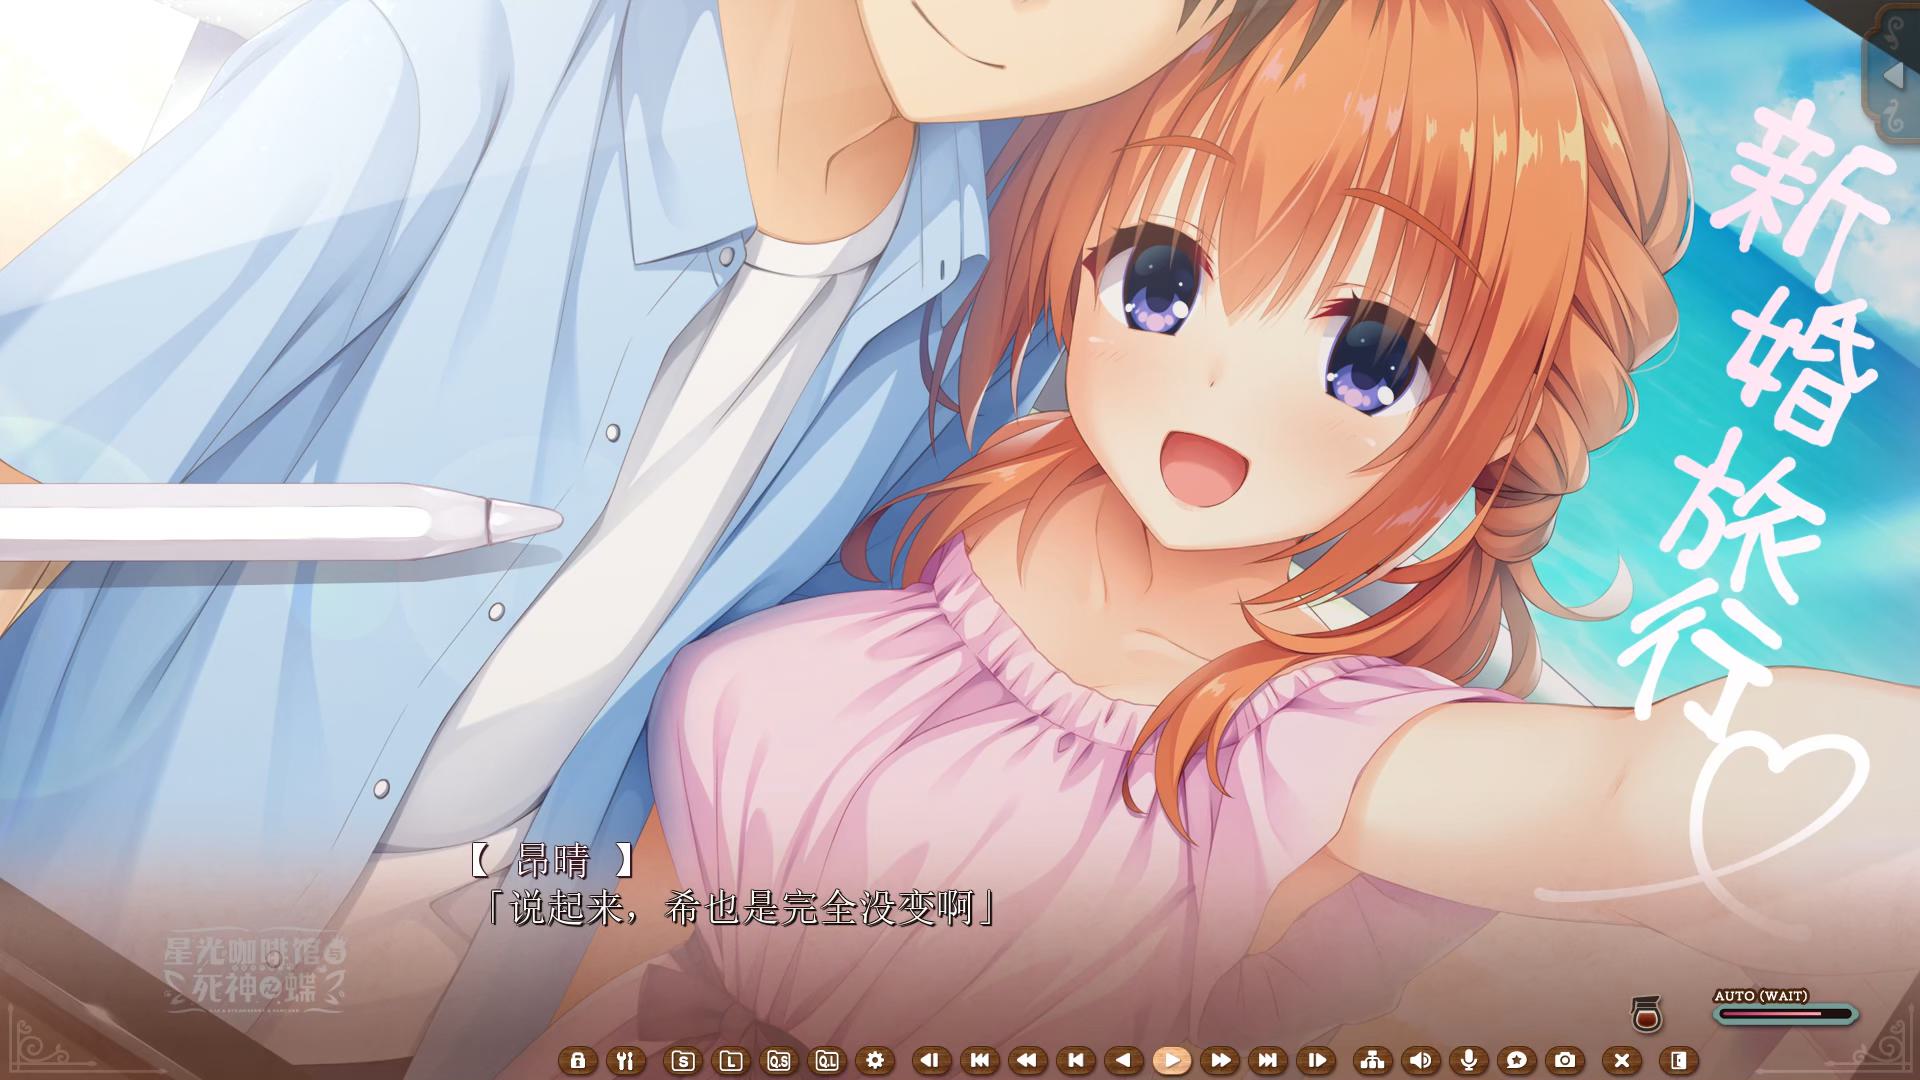 新婚旅行
【 昂晴 】
「说起来，希也是完全没变啊」
星光咖啡馆与
死神之蝶
AUTO (WAIT)
S L Q.S Q.L